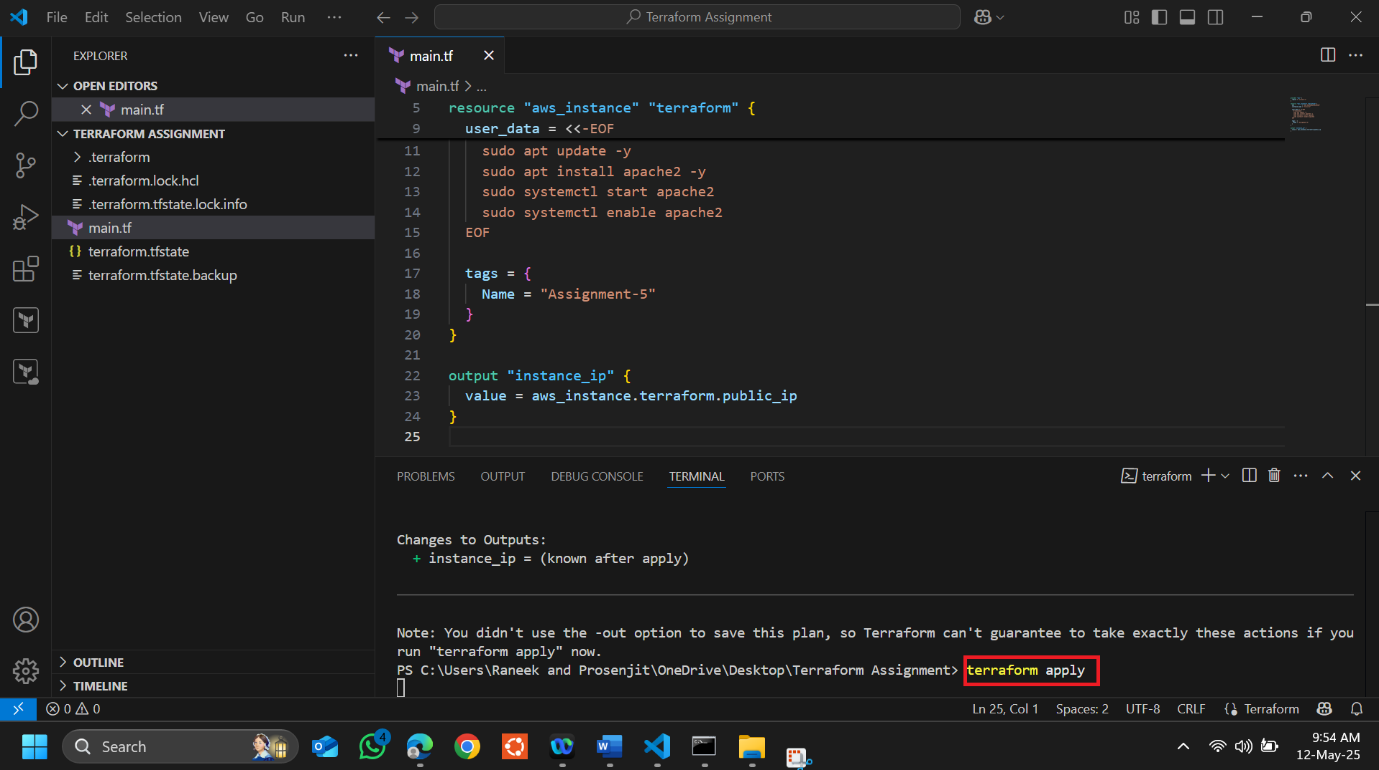 File Edit Selection View Go Run ··· Terraform Assignment
EXPLORER ···
OPEN EDITORS
main.tf
TERRAFORM ASSIGNMENT
.terraform
.terraform.lock.hcl
.terraform.tfstate.lock.info
main.tf
terraform.tfstate
terraform.tfstate.backup
OUTLINE
TIMELINE
main.tf
main.tf > ...
5 resource "aws_instance" "terraform" {
9 user_data = <<-EOF
11 sudo apt update -y
12 sudo apt install apache2 -y
13 sudo systemctl start apache2
14 sudo systemctl enable apache2
15 EOF
16
17 tags = {
18 Name = "Assignment-5"
19 }
20 }
21
22 output "instance_ip" {
23 value = aws_instance.terraform.public_ip
24 }
25
PROBLEMS OUTPUT DEBUG CONSOLE TERMINAL PORTS terraform
Changes to Outputs:
+ instance_ip = (known after apply)
Note: You didn't use the -out option to save this plan, so Terraform can't guarantee to take exactly these actions if you
run "terraform apply" now.
PS C:\Users\Raneek and Prosenjit\OneDrive\Desktop\Terraform Assignment> terraform apply
0 0 Ln 25, Col 1 Spaces: 2 UTF-8 CRLF Terraform
Search 4 9:54 AM
12-May-25